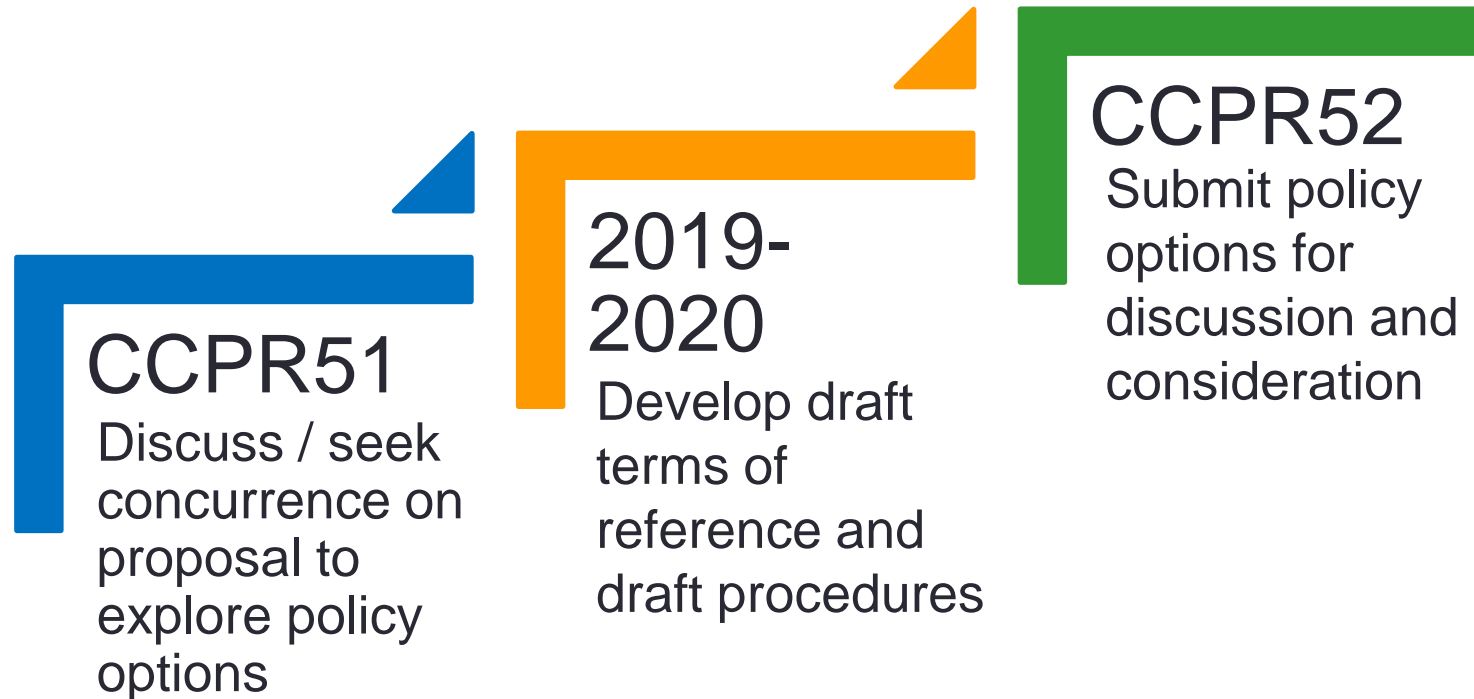 CCPR51
Discuss / seek
concurrence on
proposal to
explore policy
options
2019-
2020
Develop draft
terms of
reference and
draft procedures
CCPR52
Submit policy
options for
discussion and
consideration